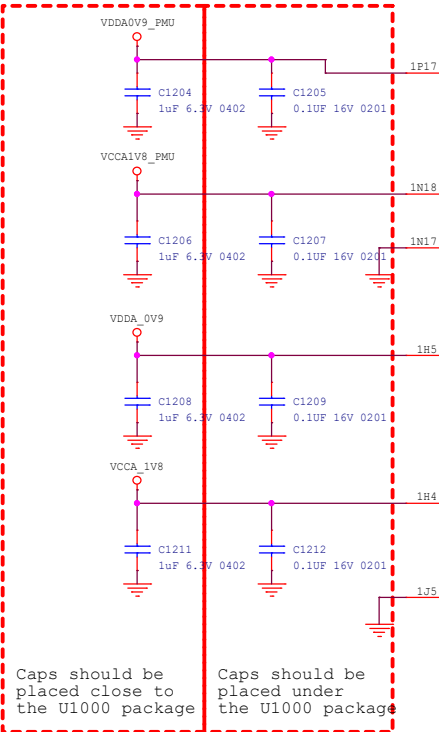 VDDA0V9_PMU
1P17
C1204
1uF 6.3V 0402
C1205
0.1UF 16V 0201
VCCA1V8_PMU
1N18
C1206
1uF 6.3V 0402
C1207
0.1UF 16V 0201
1N17
VDDA_0V9
1H5
C1208
1uF 6.3V 0402
C1209
0.1UF 16V 0201
VCCA_1V8
1H4
C1211
1uF 6.3V 0402
C1212
0.1UF 16V 0201
1J5
Caps should be
placed close to
the U1000 package
Caps should be
placed under
the U1000 package